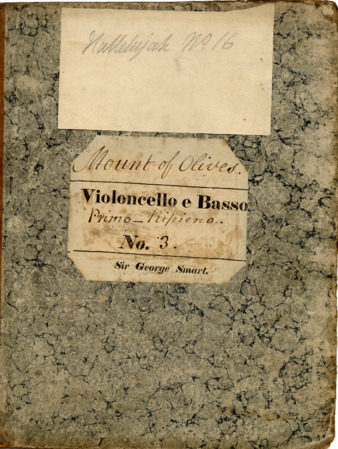 Hallelujah No. 16
Mount of Olives.
Violoncello e Basso
Primo - Ripieno.
No. 3.
Sir George Smart.